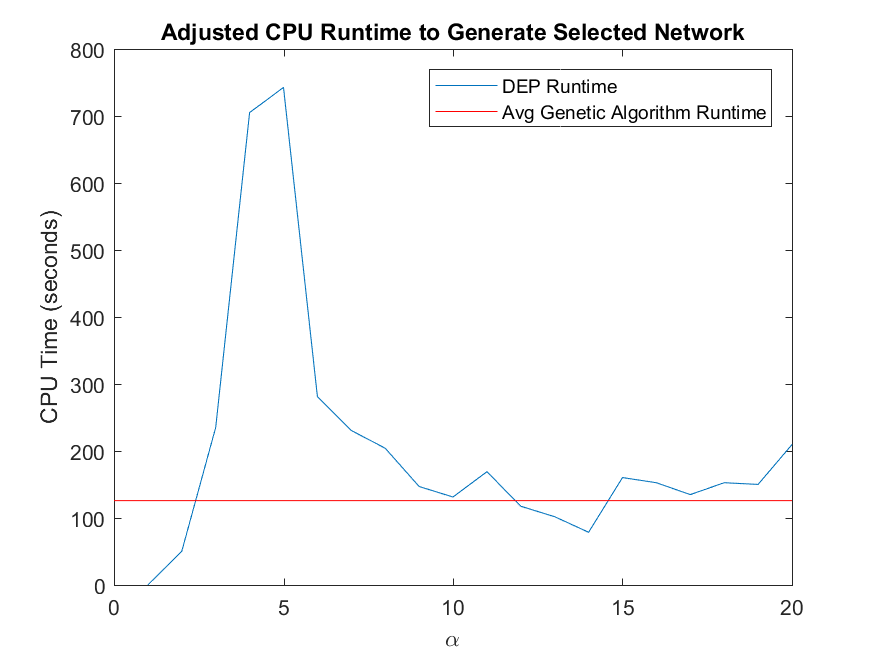 Adjusted CPU Runtime to Generate Selected Network
DEP Runtime
Avg Genetic Algorithm Runtime
CPU Time (seconds)
800
700
600
500
400
300
200
100
0
0 5 10 15 20
α